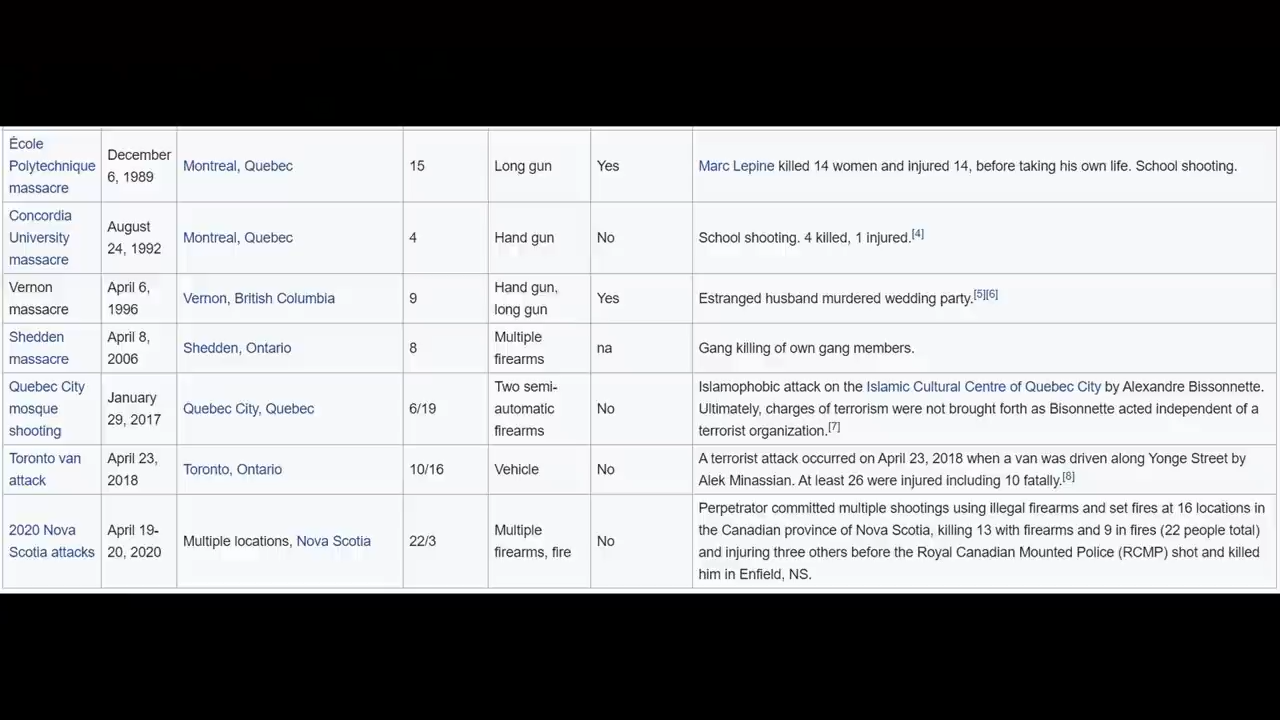 École Polytechnique massacre | December 6, 1989 | Montreal, Quebec | 15 | Long gun | Yes | Marc Lepine killed 14 women and injured 14, before taking his own life. School shooting.
Concordia University massacre | August 24, 1992 | Montreal, Quebec | 4 | Hand gun | No | School shooting. 4 killed, 1 injured.[4]
Vernon massacre | April 6, 1996 | Vernon, British Columbia | 9 | Hand gun, long gun | Yes | Estranged husband murdered wedding party.[5][6]
Shedden massacre | April 8, 2006 | Shedden, Ontario | 8 | Multiple firearms | na | Gang killing of own gang members.
Quebec City mosque shooting | January 29, 2017 | Quebec City, Quebec | 6/19 | Two semi-automatic firearms | No | Islamophobic attack on the Islamic Cultural Centre of Quebec City by Alexandre Bissonnette. Ultimately, charges of terrorism were not brought forth as Bisonnette acted independent of a terrorist organization.[7]
Toronto van attack | April 23, 2018 | Toronto, Ontario | 10/16 | Vehicle | No | A terrorist attack occurred on April 23, 2018 when a van was driven along Yonge Street by Alek Minassian. At least 26 were injured including 10 fatally.[8]
2020 Nova Scotia attacks | April 19-20, 2020 | Multiple locations, Nova Scotia | 22/3 | Multiple firearms, fire | No | Perpetrator committed multiple shootings using illegal firearms and set fires at 16 locations in the Canadian province of Nova Scotia, killing 13 with firearms and 9 in fires (22 people total) and injuring three others before the Royal Canadian Mounted Police (RCMP) shot and killed him in Enfield, NS.